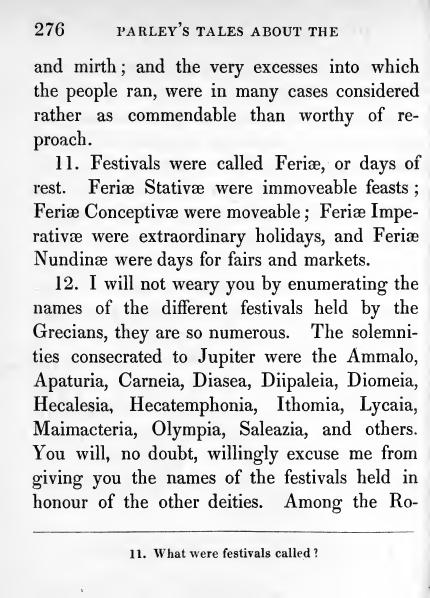 276 PARLEY'S TALES ABOUT THE
and mirth; and the very excesses into which
the people ran, were in many cases considered
rather as commendable than worthy of re-
proach.
11. Festivals were called Feriæ, or days of
rest. Feriæ Stativæ were immoveable feasts;
Feriæ Conceptivæ were moveable; Feriæ Impe-
rativæ were extraordinary holidays, and Feriæ
Nundinæ were days for fairs and markets.
12. I will not weary you by enumerating the
names of the different festivals held by the
Grecians, they are so numerous. The solemni-
ties consecrated to Jupiter were the Ammalo,
Apaturia, Carneia, Diasea, Diipaleia, Diomeia,
Hecalesia, Hecatemphonia, Ithomia, Lycaia,
Maimacteria, Olympia, Saleazia, and others.
You will, no doubt, willingly excuse me from
giving you the names of the festivals held in
honour of the other deities. Among the Ro-
11. What were festivals called?